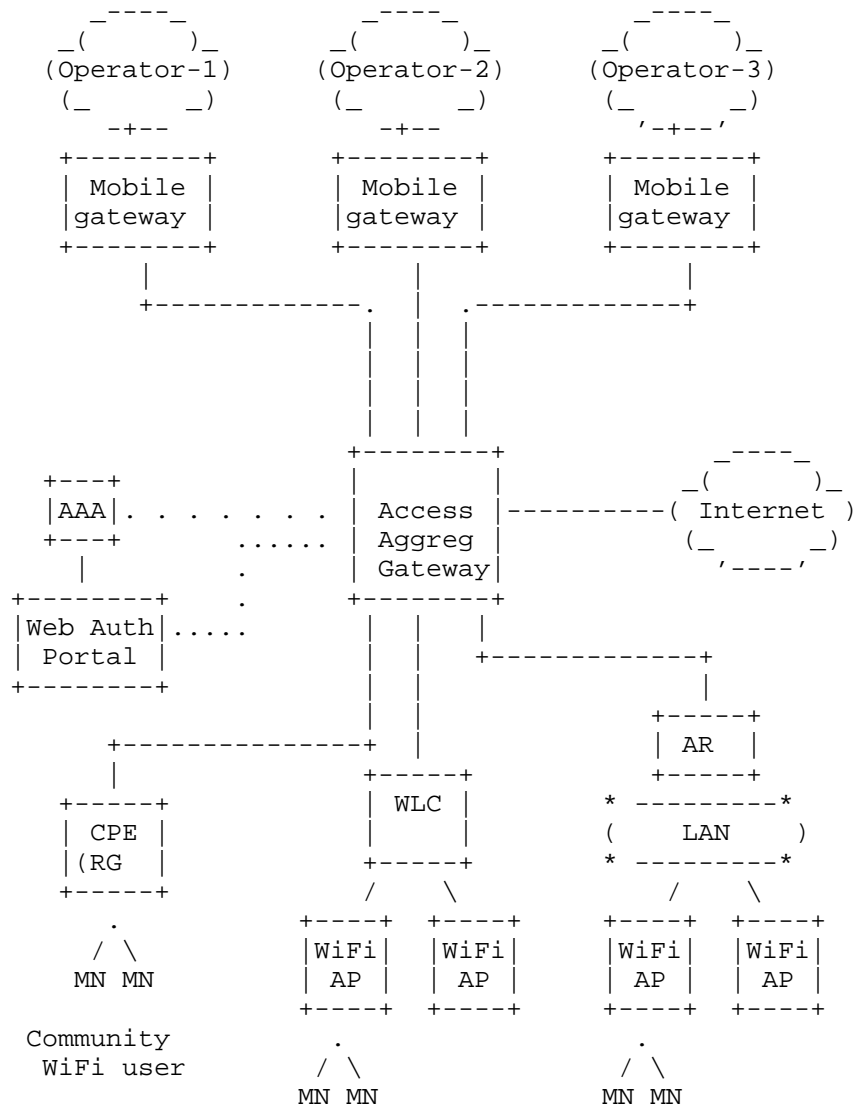 (Operator-1) (Operator-2) (Operator-3)
Mobile Mobile Mobile
gateway gateway gateway
AAA Access Internet
Aggreg
Gateway
Web Auth
Portal
AR
WLC
CPE LAN
(RG
WiFi WiFi WiFi WiFi
AP AP AP AP
MN MN
Community
WiFi user
MN MN MN MN